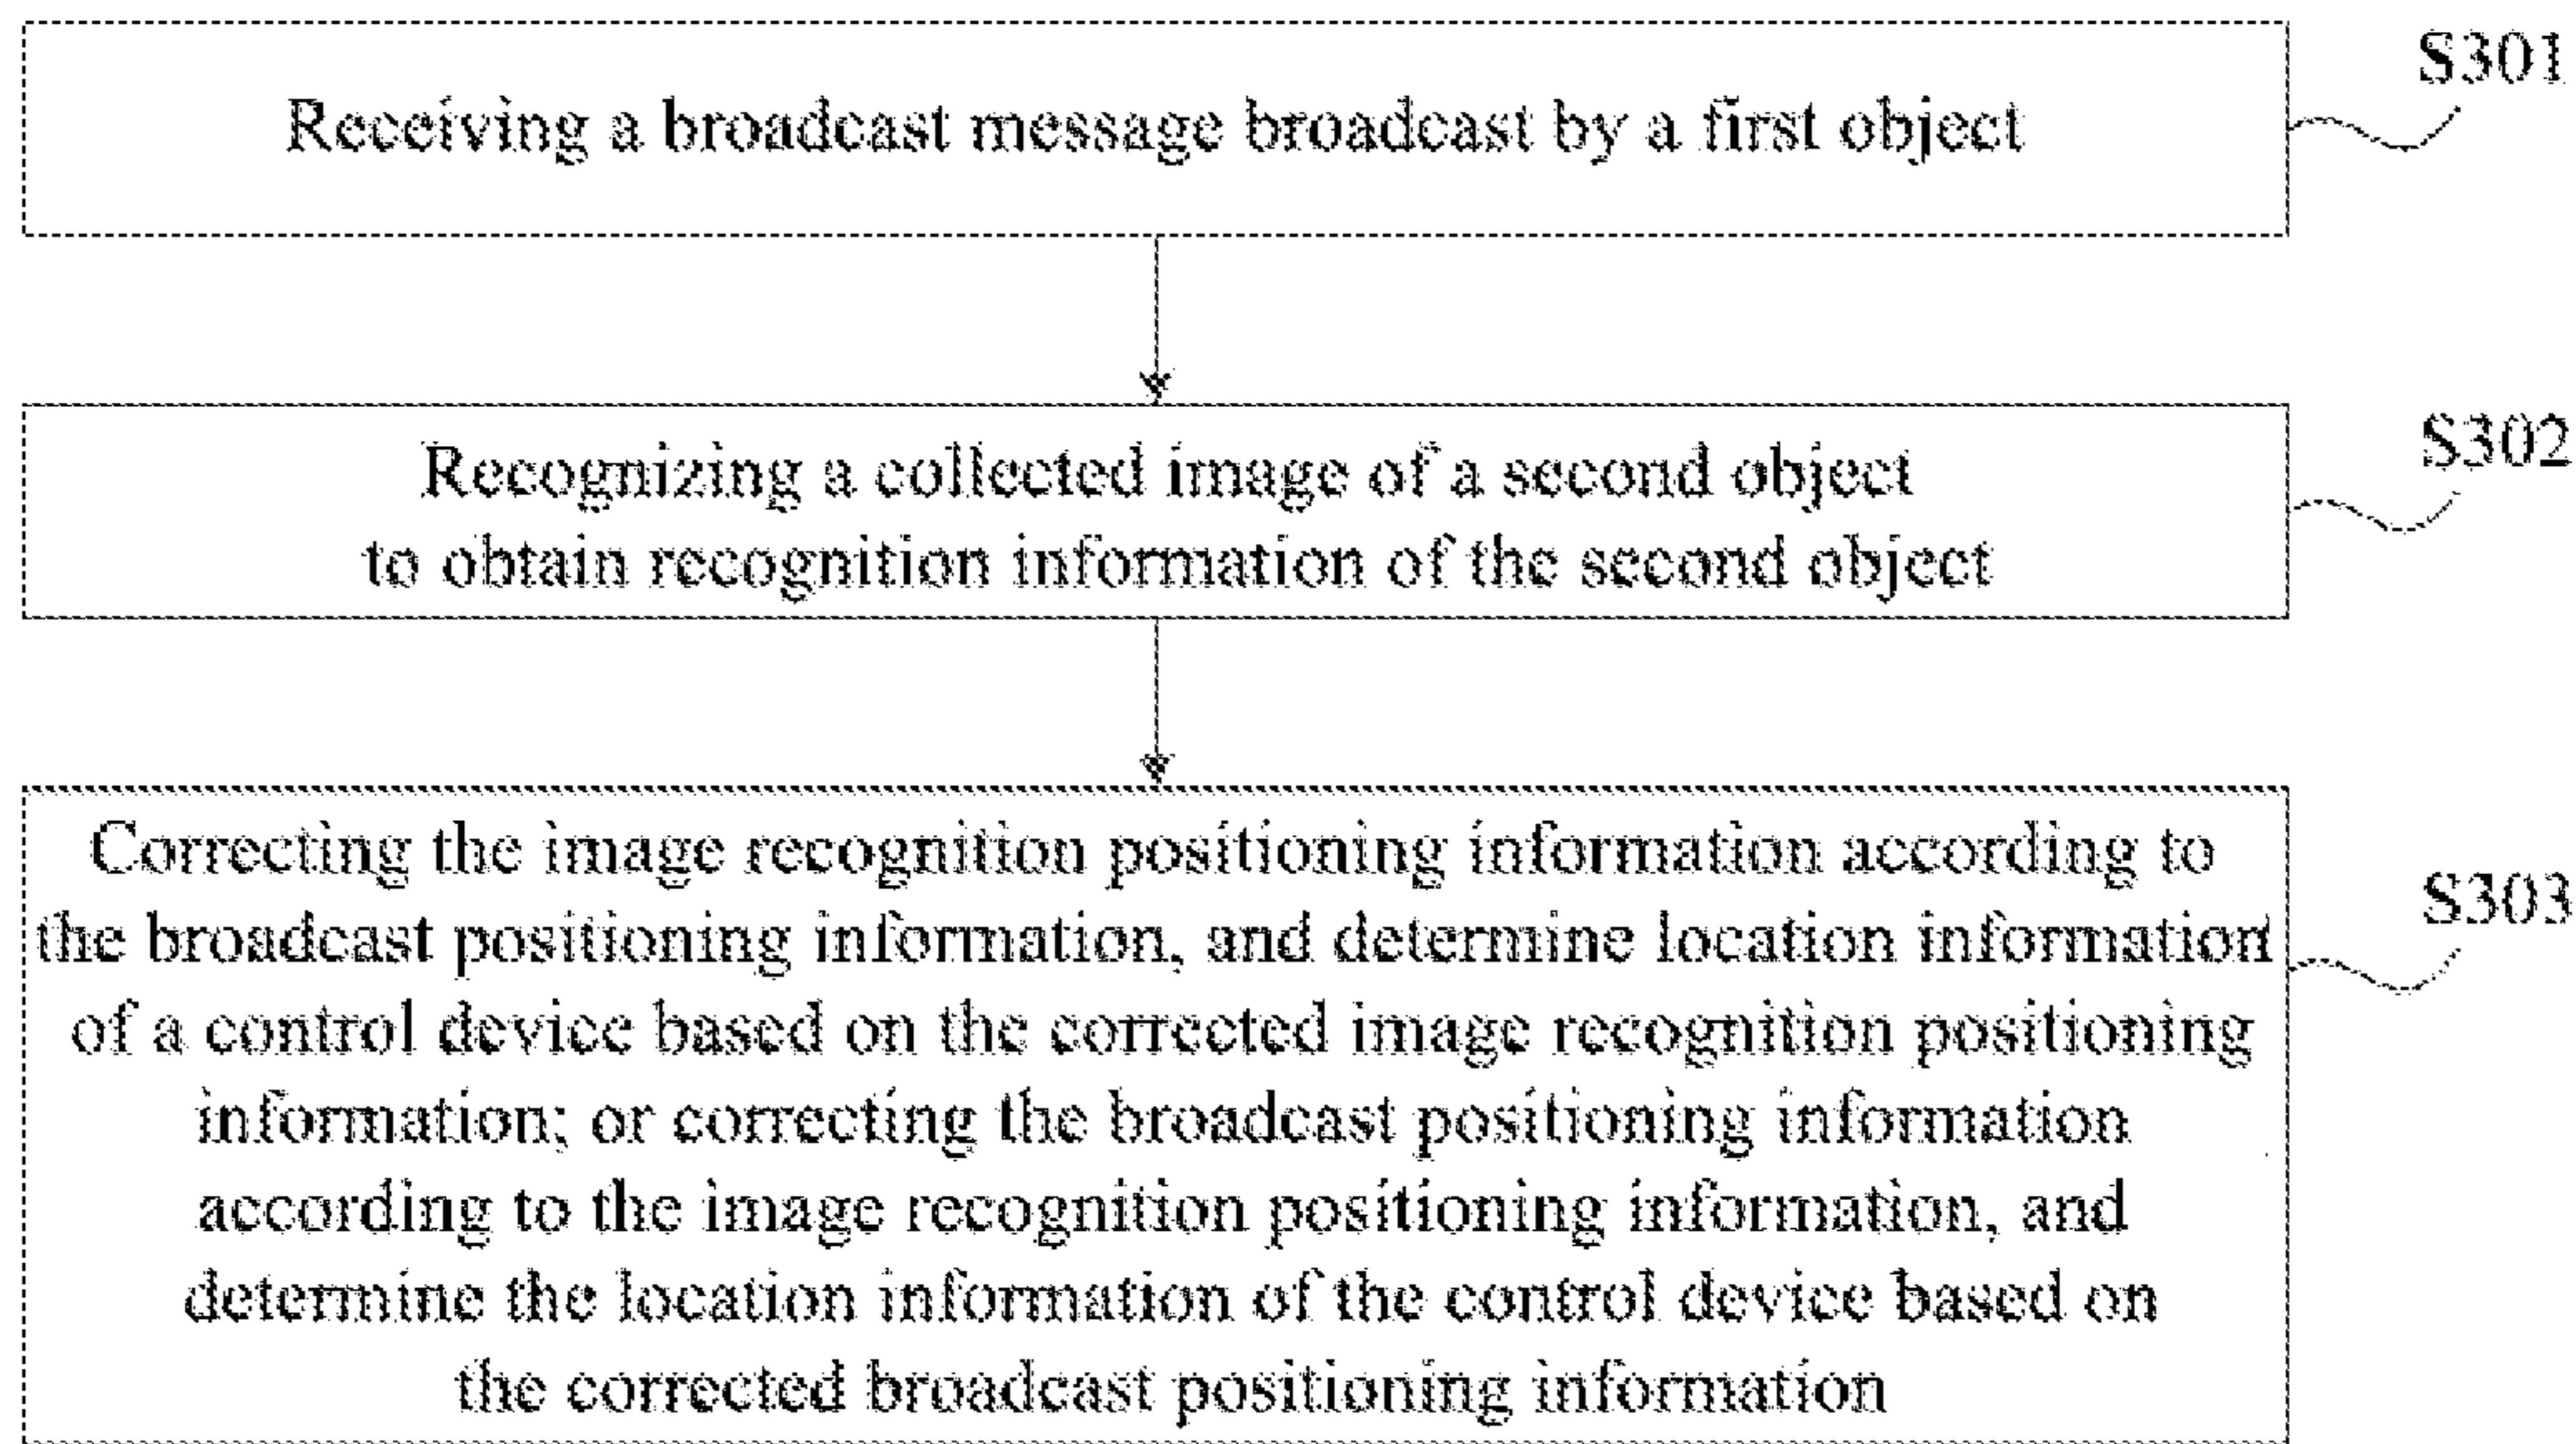 S301
Receiving a broadcast message broadcast by a first object
S302
Recognizing a collected image of a second object
to obtain recognition information of the second object
S303
Correcting the image recognition positioning information according to
the broadcast positioning information, and determine location information
of a control device based on the corrected image recognition positioning
information; or correcting the broadcast positioning information
according to the image recognition positioning information, and
determine the location information of the control device based on
the corrected broadcast positioning information